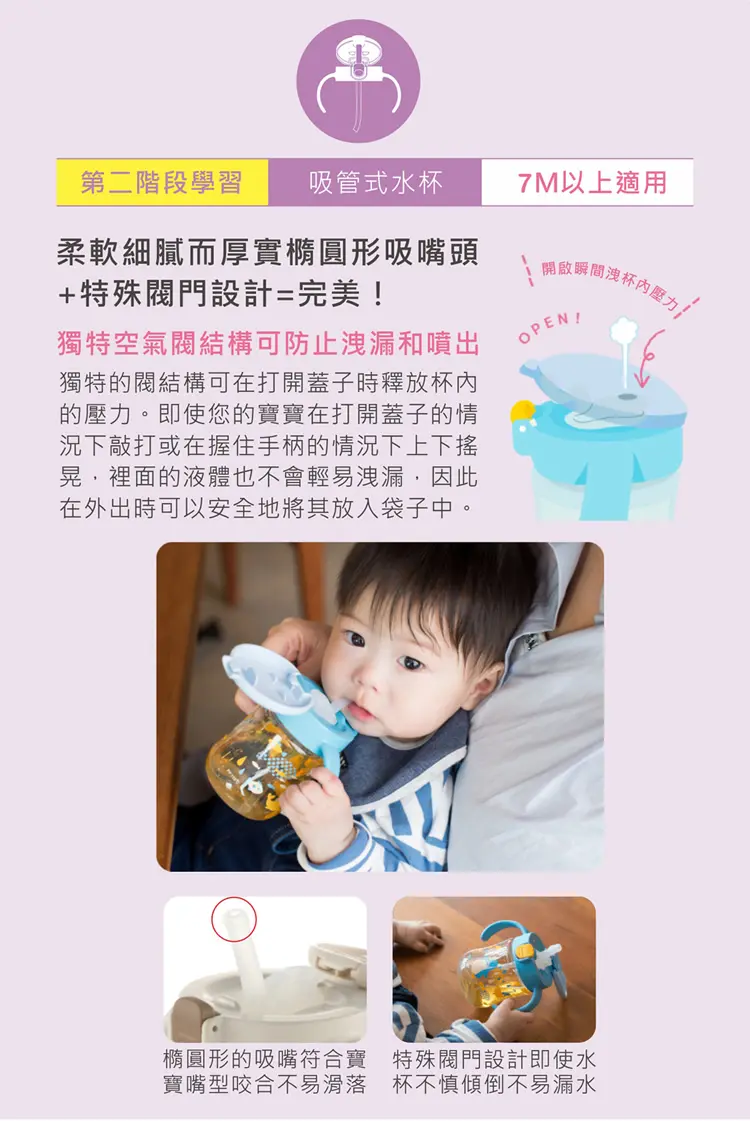 第二階段學習
吸管式水杯
7M以上適用
柔軟細膩而厚實橢圓形吸嘴頭
+特殊閥門設計=完美！
獨特空氣閥結構可防止洩漏和噴出
獨特的閥結構可在打開蓋子時釋放杯內
的壓力。即使您的寶寶在打開蓋子的情
況下敲打或在握住手柄的情況下上下搖
晃，裡面的液體也不會輕易洩漏，因此
在外出時可以安全地將其放入袋子中。
開啟瞬間洩杯內壓力
OPEN!
橢圓形的吸嘴符合寶
寶嘴型咬合不易滑落
特殊閥門設計即使水
杯不慎傾倒不易漏水